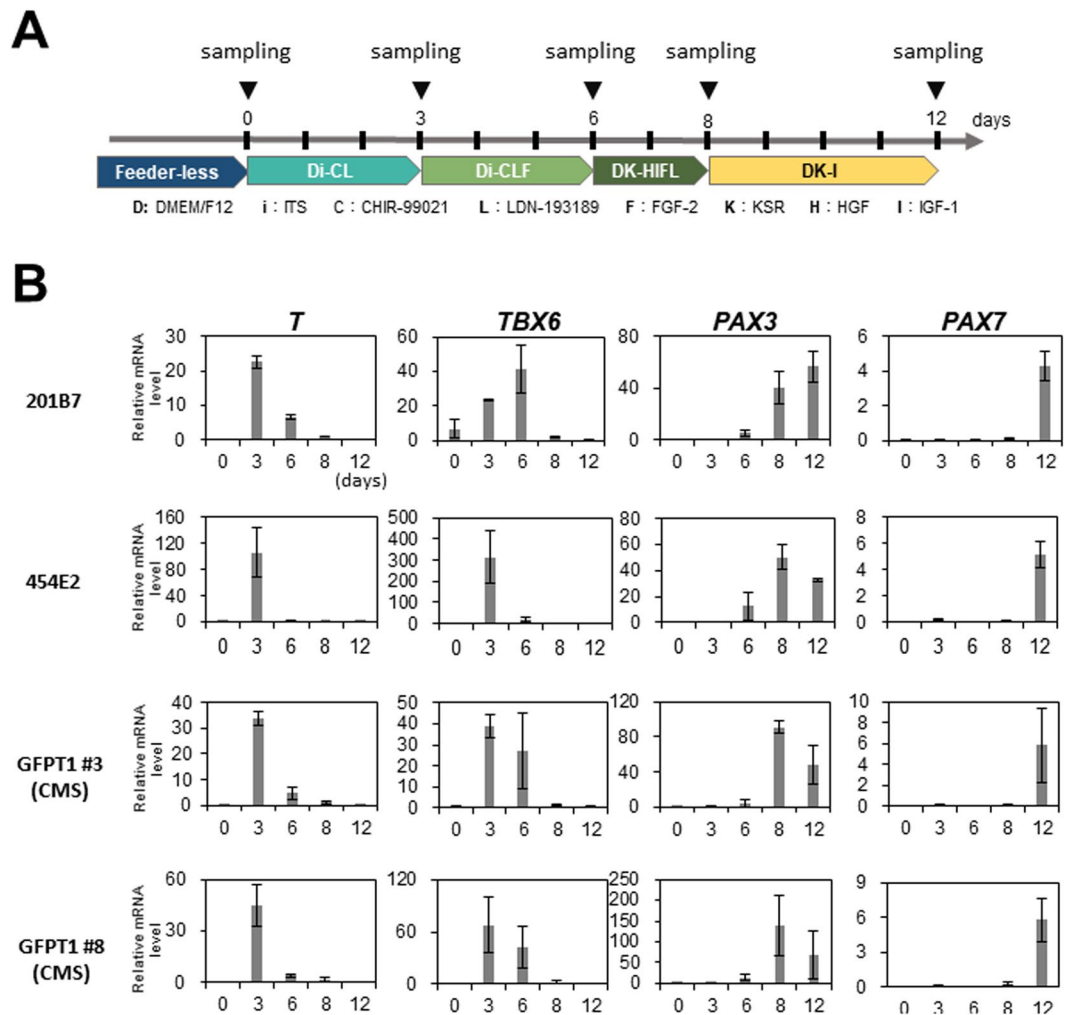 A
sampling sampling sampling sampling sampling
0 3 6 8 12 days
Feeder-less Di-CL Di-CLF DK-HIFL DK-I
D: DMEM/F12 i : ITS C : CHIR-99021 L : LDN-193189 F : FGF-2 K : KSR H : HGF I : IGF-1
B
T TBX6 PAX3 PAX7
201B7
Relative mRNA level
30 20 10 0
0 3 6 8 12
(days)
60 40 20 0
0 3 6 8 12
80 40 0
0 3 6 8 12
6 4 2 0
0 3 6 8 12
454E2
Relative mRNA level
160 120 80 40 0
0 3 6 8 12
500 400 300 200 100 0
0 3 6 8 12
80 60 40 20 0
0 3 6 8 12
8 6 4 2 0
0 3 6 8 12
GFPT1 #3
(CMS)
Relative mRNA level
40 30 20 10 0
0 3 6 8 12
50 40 30 20 10 0
0 3 6 8 12
120 80 40 0
0 3 6 8 12
10 8 6 4 2 0
0 3 6 8 12
GFPT1 #8
(CMS)
Relative mRNA level
60 30 0
0 3 6 8 12
120 60 0
0 3 6 8 12
250 200 150 100 50 0
0 3 6 8 12
9 6 3 0
0 3 6 8 12